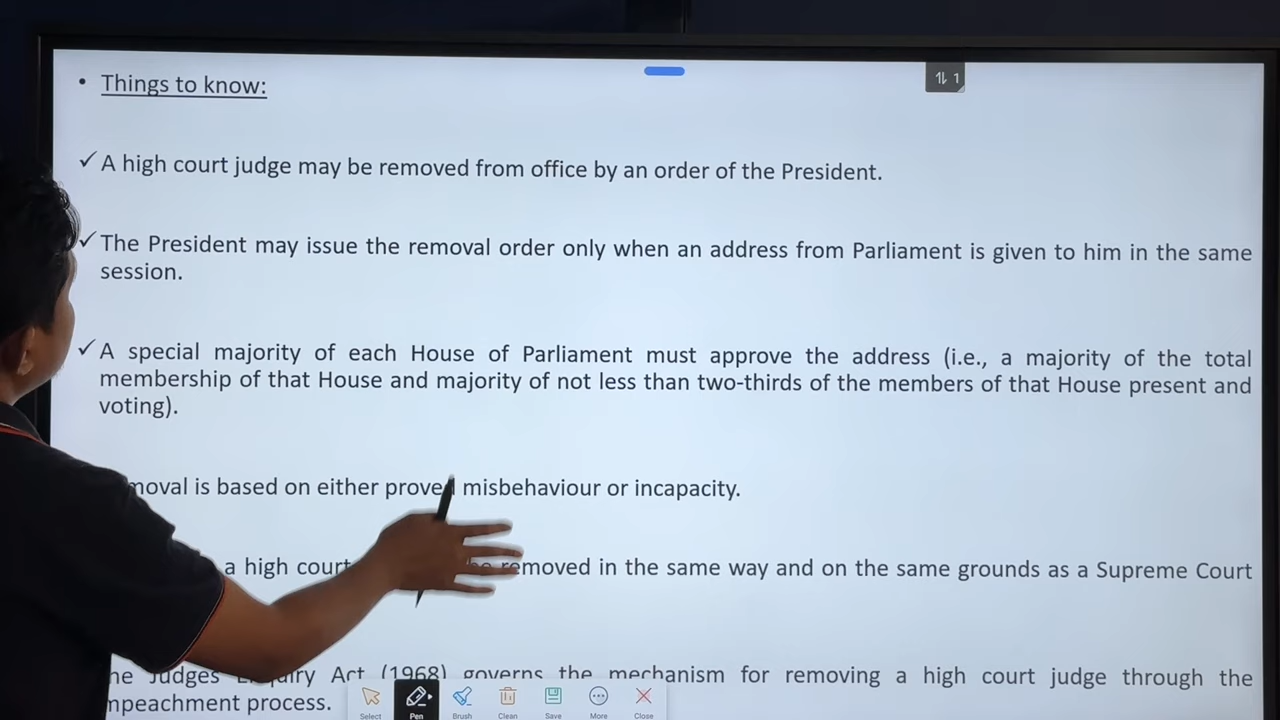 • Things to know:
⇅ 1
✓ A high court judge may be removed from office by an order of the President.
✓ The President may issue the removal order only when an address from Parliament is given to him in the same
session.
✓ A special majority of each House of Parliament must approve the address (i.e., a majority of the total
membership of that House and majority of not less than two-thirds of the members of that House present and
voting).
is based on either misbehaviour or incapacity.
a high court removed in the same way and on the same grounds as a Supreme Court
Judges Act (1968) governs the mechanism for removing a high court judge through the
process.
Select Pen Brush Clean Save More Close